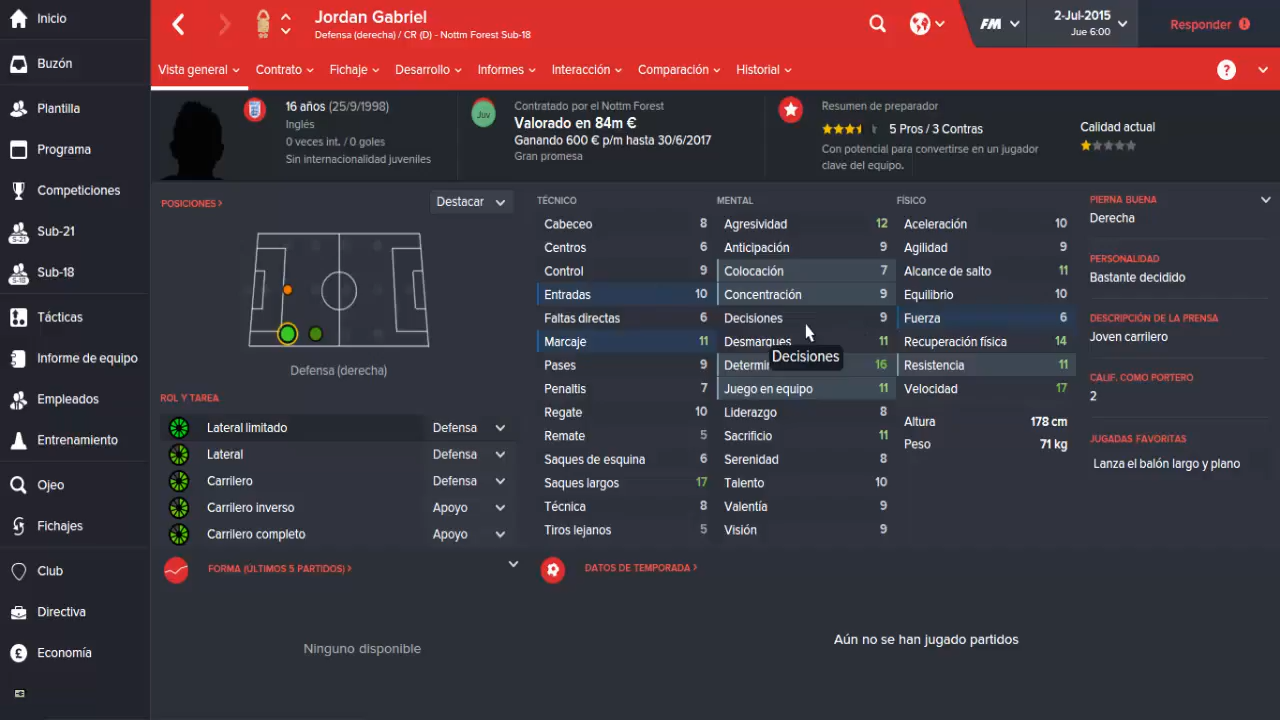 Inicio
Buzón
Plantilla
Programa
Competiciones
S-21
Sub-21
S-18
Sub-18
Tácticas
Informe de equipo
Empleados
Entrenamiento
Ojeo
Fichajes
Club
Directiva
£
Economía
Jordan Gabriel
Defensa (derecha) / CR (D) - Nottm Forest Sub-18
FM
2-Jul-2015
Jue 6:00
Responder
Vista general
Contrato
Fichaje
Desarrollo
Informes
Interacción
Comparación
Historial
?
16 años (25/9/1998)
Inglés
0 veces int. / 0 goles
Sin internacionalidad juveniles
Juv
Contratado por el Nottm Forest
Valorado en 84m €
Ganando 600 € p/m hasta 30/6/2017
Gran promesa
Resumen de preparador
5 Pros / 3 Contras
Con potencial para convertirse en un jugador
clave del equipo.
Calidad actual
POSICIONES >
Destacar
Defensa (derecha)
ROL Y TAREA
Lateral limitado Defensa
Lateral Defensa
Carrilero Defensa
Carrilero inverso Apoyo
Carrilero completo Apoyo
TÉCNICO
Cabeceo 8
Centros 6
Control 9
Entradas 10
Faltas directas 6
Marcaje 11
Pases 9
Penaltis 7
Regate 10
Remate 5
Saques de esquina 6
Saques largos 17
Técnica 8
Tiros lejanos 5
MENTAL
Agresividad 12
Anticipación 9
Colocación 7
Concentración 9
Decisiones 9
Desmarques 11
Decisiones
Determi 16
Juego en equipo 11
Liderazgo 8
Sacrificio 11
Serenidad 8
Talento 10
Valentía 9
Visión 9
FÍSICO
Aceleración 10
Agilidad 9
Alcance de salto 11
Equilibrio 10
Fuerza 6
Recuperación física 14
Resistencia 11
Velocidad 17
Altura 178 cm
Peso 71 kg
PIERNA BUENA
Derecha
PERSONALIDAD
Bastante decidido
DESCRIPCIÓN DE LA PRENSA
Joven carrilero
CALIF. COMO PORTERO
2
JUGADAS FAVORITAS
Lanza el balón largo y plano
FORMA (ÚLTIMOS 5 PARTIDOS) >
Ninguno disponible
DATOS DE TEMPORADA >
Aún no se han jugado partidos